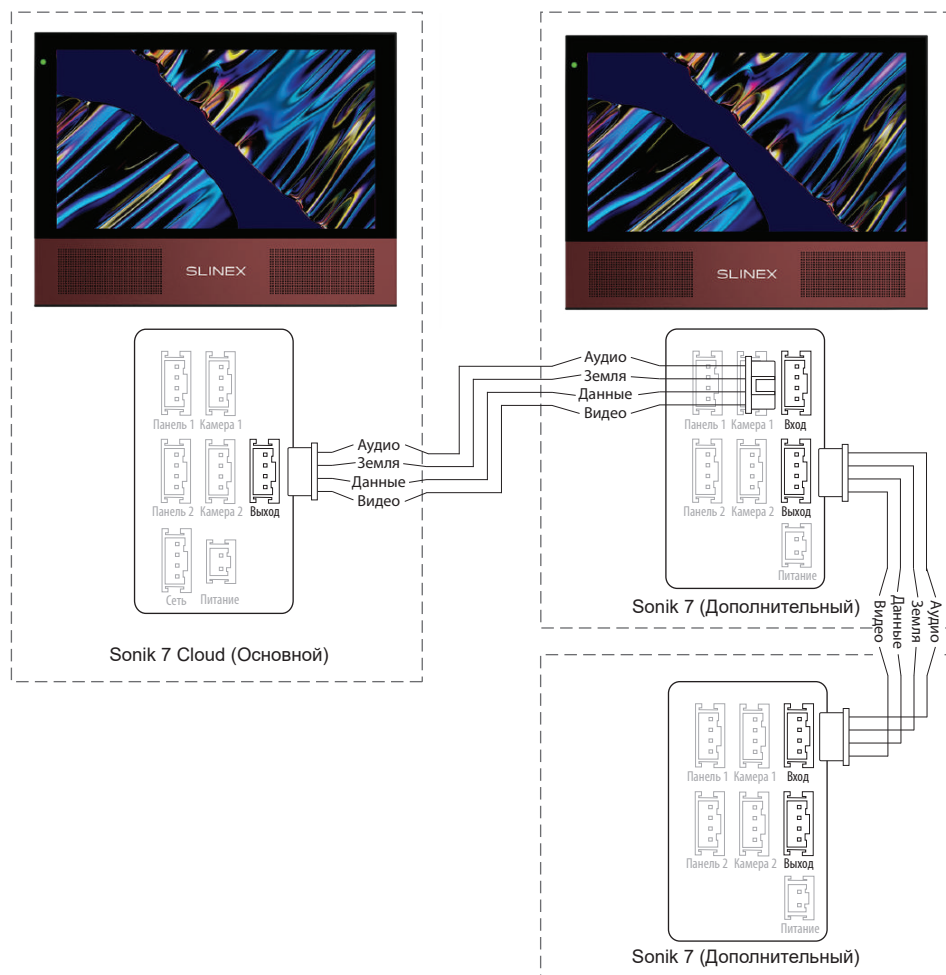 SLINEX
Панель 1 Камера 1
Панель 2 Камера 2 Выход
Сеть Питание
Аудио
Земля
Данные
Видео
Sonik 7 Cloud (Основной)
SLINEX
Аудио
Земля
Данные
Видео
Панель 1 Камера 1 Вход
Панель 2 Камера 2 Выход
Питание
Sonik 7 (Дополнительный)
Видео
Данные
Земля
Аудио
Панель 1 Камера 1 Вход
Панель 2 Камера 2 Выход
Питание
Sonik 7 (Дополнительный)